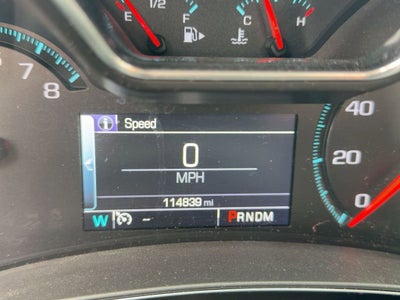 1/2
E F C H
7
8
Speed
0
MPH
114839 mi
W -- PRNDM
40
20
0